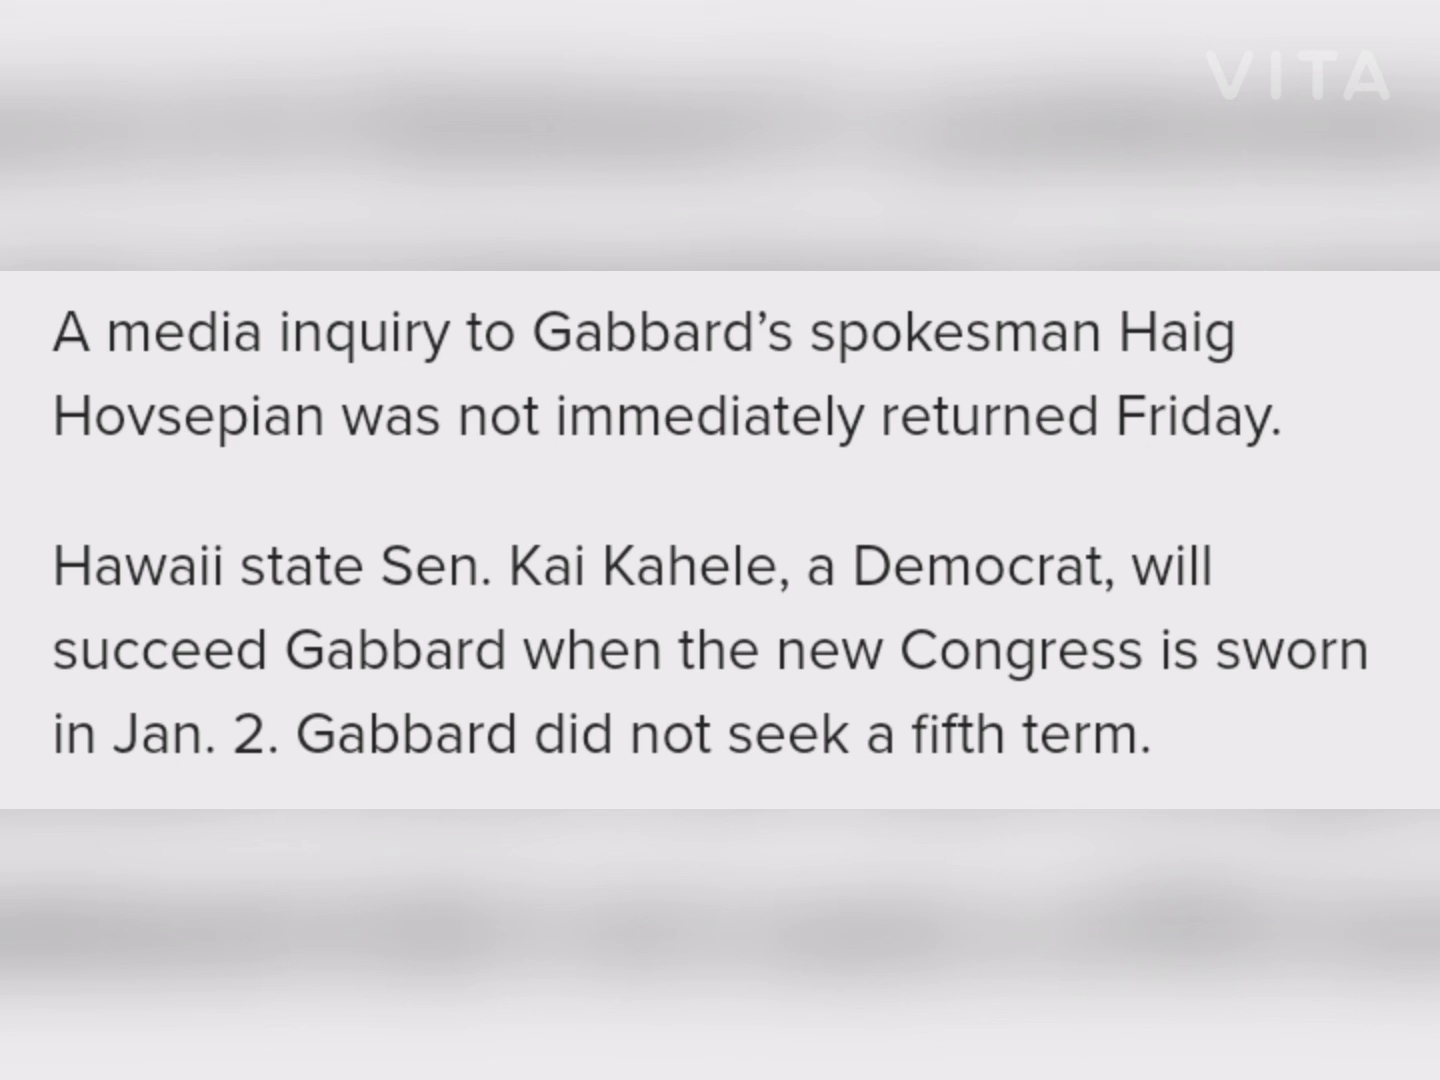 VITA
A media inquiry to Gabbard’s spokesman Haig
Hovsepian was not immediately returned Friday.
Hawaii state Sen. Kai Kahele, a Democrat, will
succeed Gabbard when the new Congress is sworn
in Jan. 2. Gabbard did not seek a fifth term.